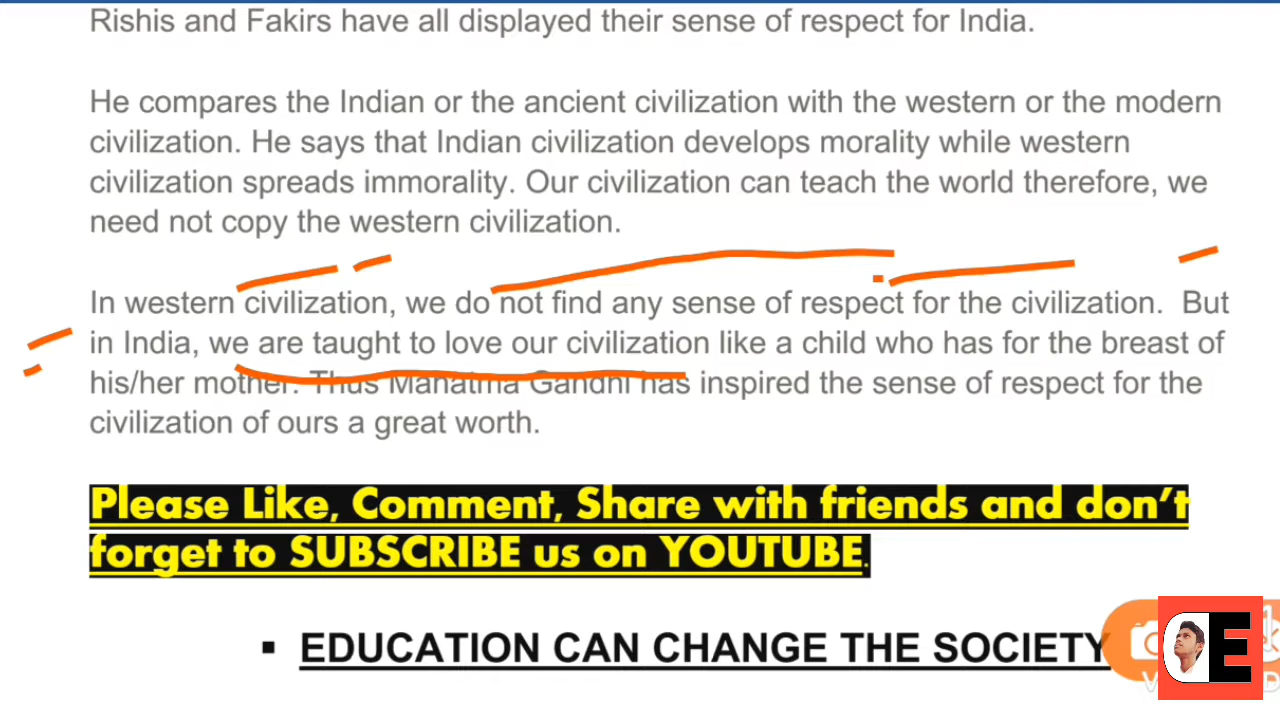 Rishis and Fakirs have all displayed their sense of respect for India.
He compares the Indian or the ancient civilization with the western or the modern
civilization. He says that Indian civilization develops morality while western
civilization spreads immorality. Our civilization can teach the world therefore, we
need not copy the western civilization.
In western civilization, we do not find any sense of respect for the civilization. But
in India, we are taught to love our civilization like a child who has for the breast of
his/her mother. Thus Mahatma Gandhi has inspired the sense of respect for the
civilization of ours a great worth.
Please Like, Comment, Share with friends and don't
forget to SUBSCRIBE us on YOUTUBE.
▪ EDUCATION CAN CHANGE THE SOCIETY
DE